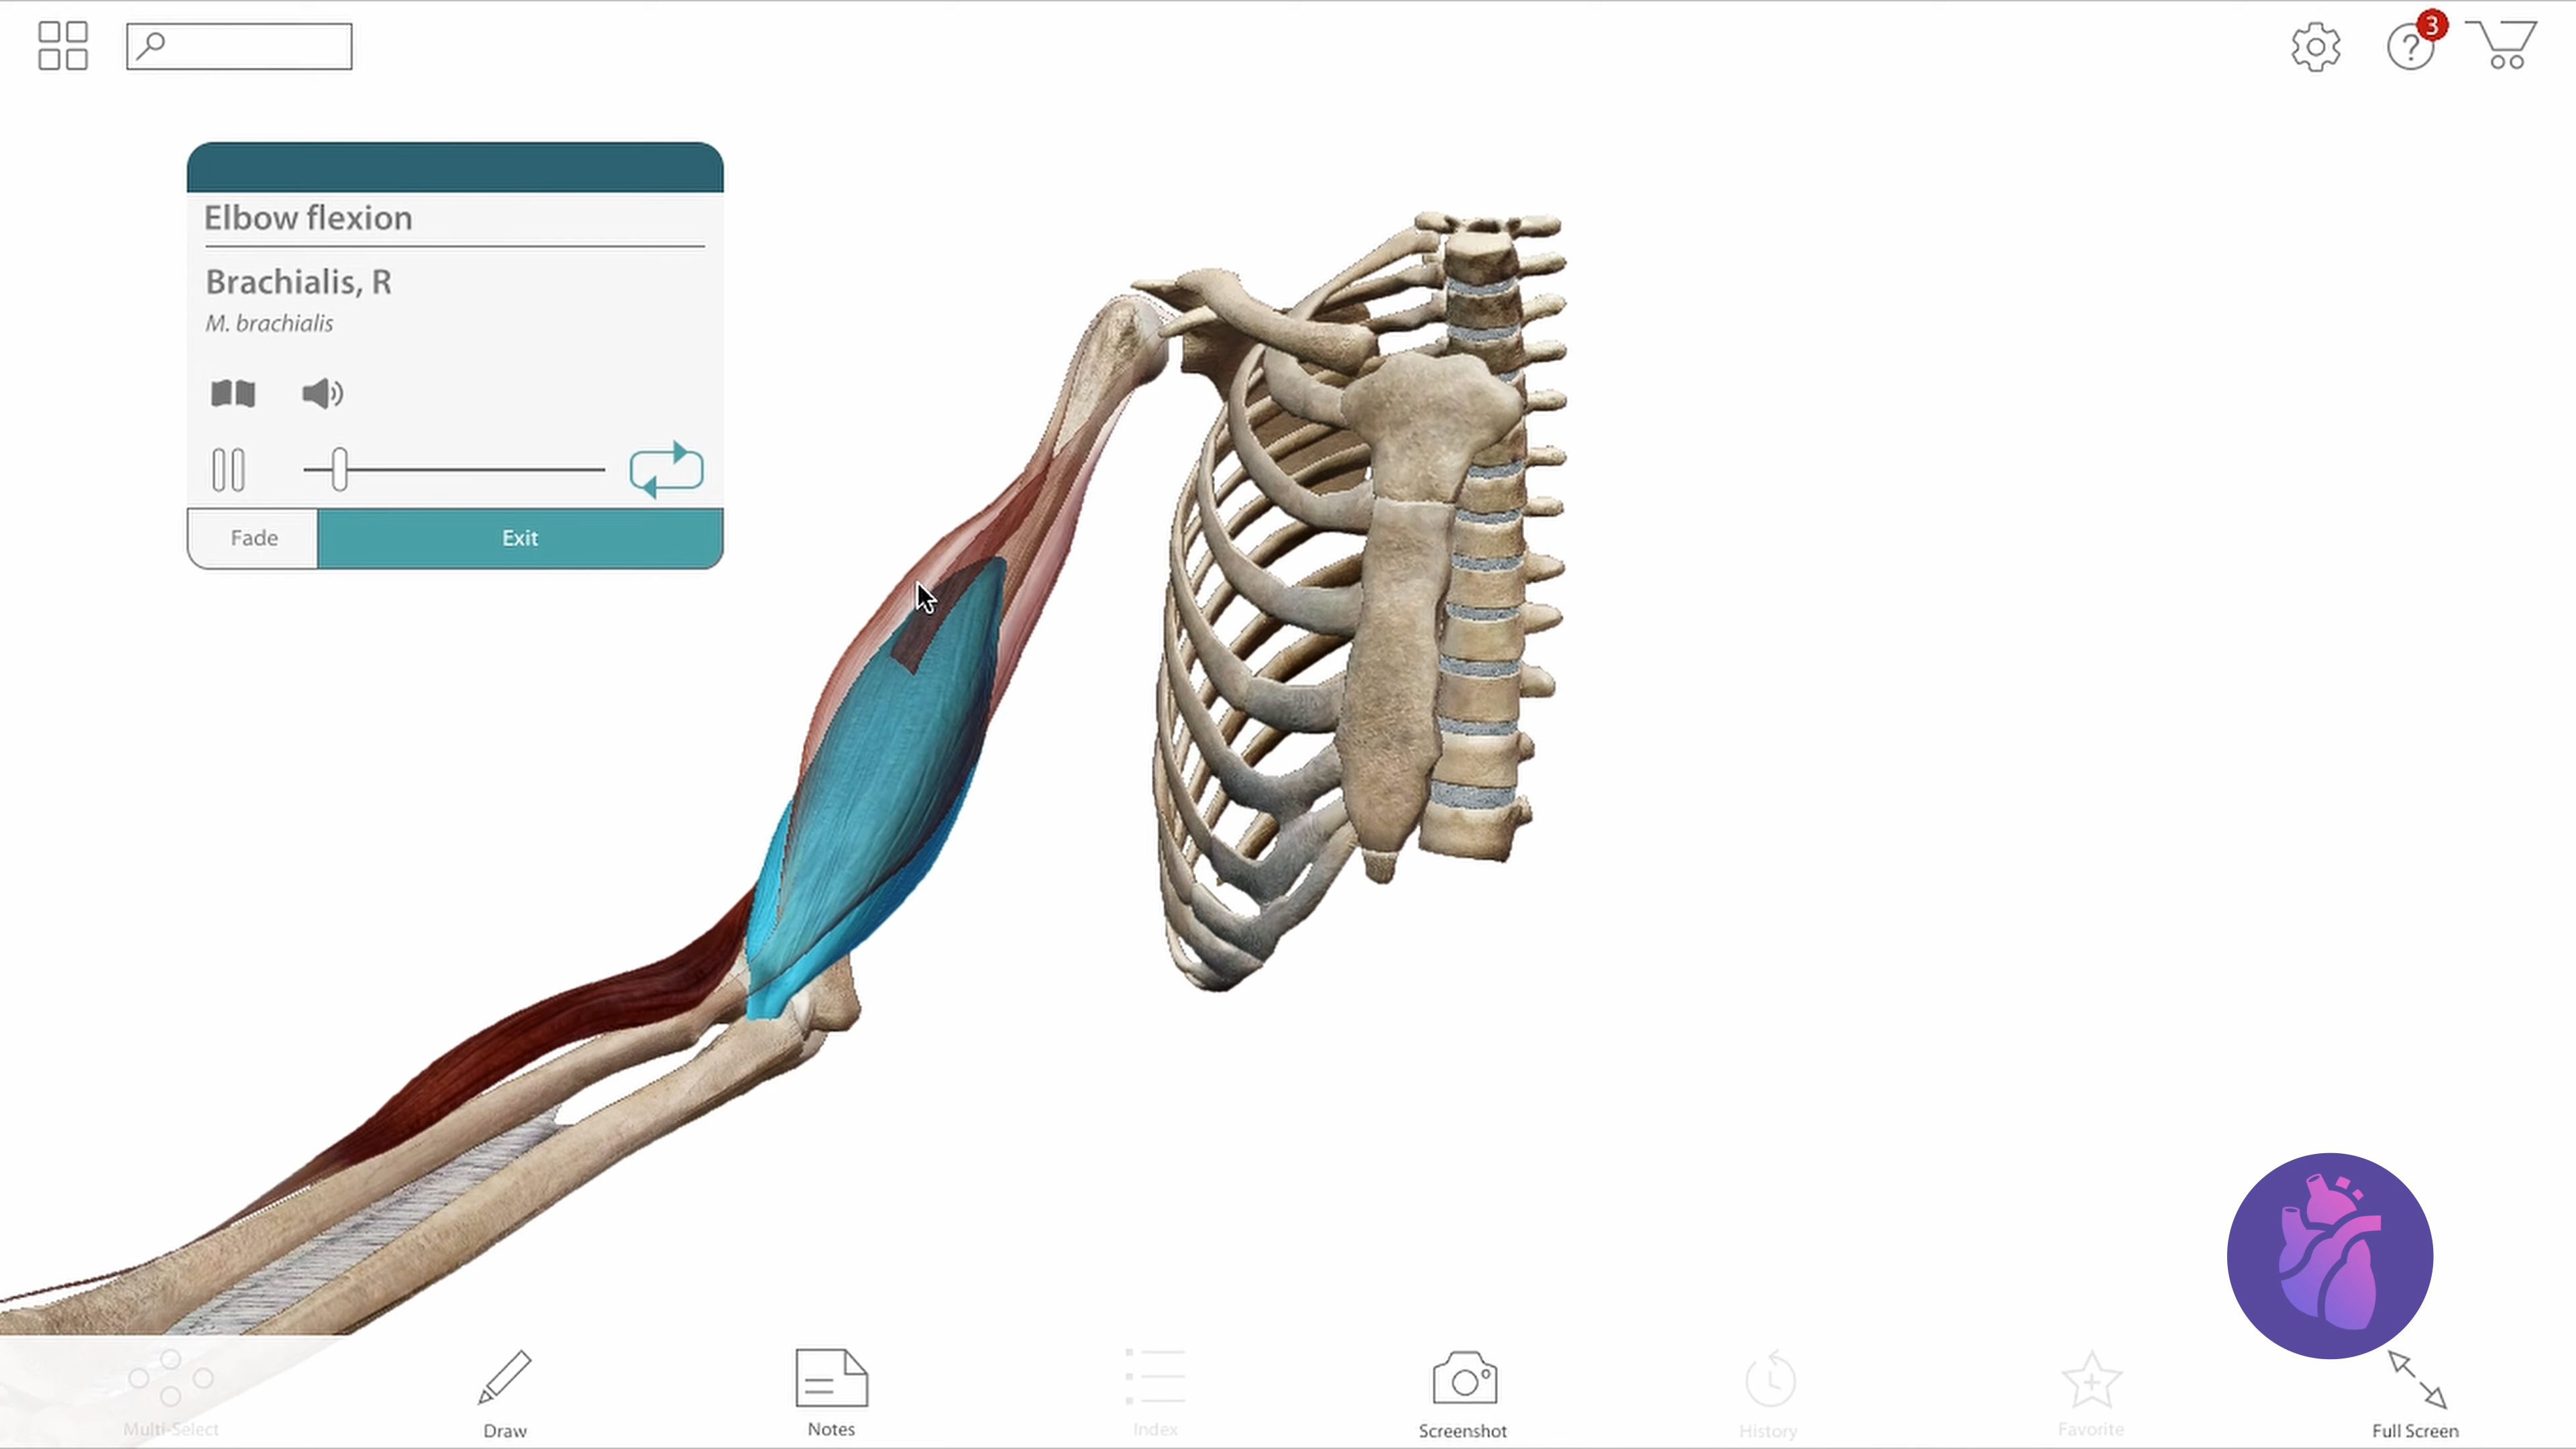 3
Elbow flexion
Brachialis, R
M. brachialis
Fade
Exit
Multi-Select
Draw
Notes
Index
Screenshot
History
Favorite
Full Screen